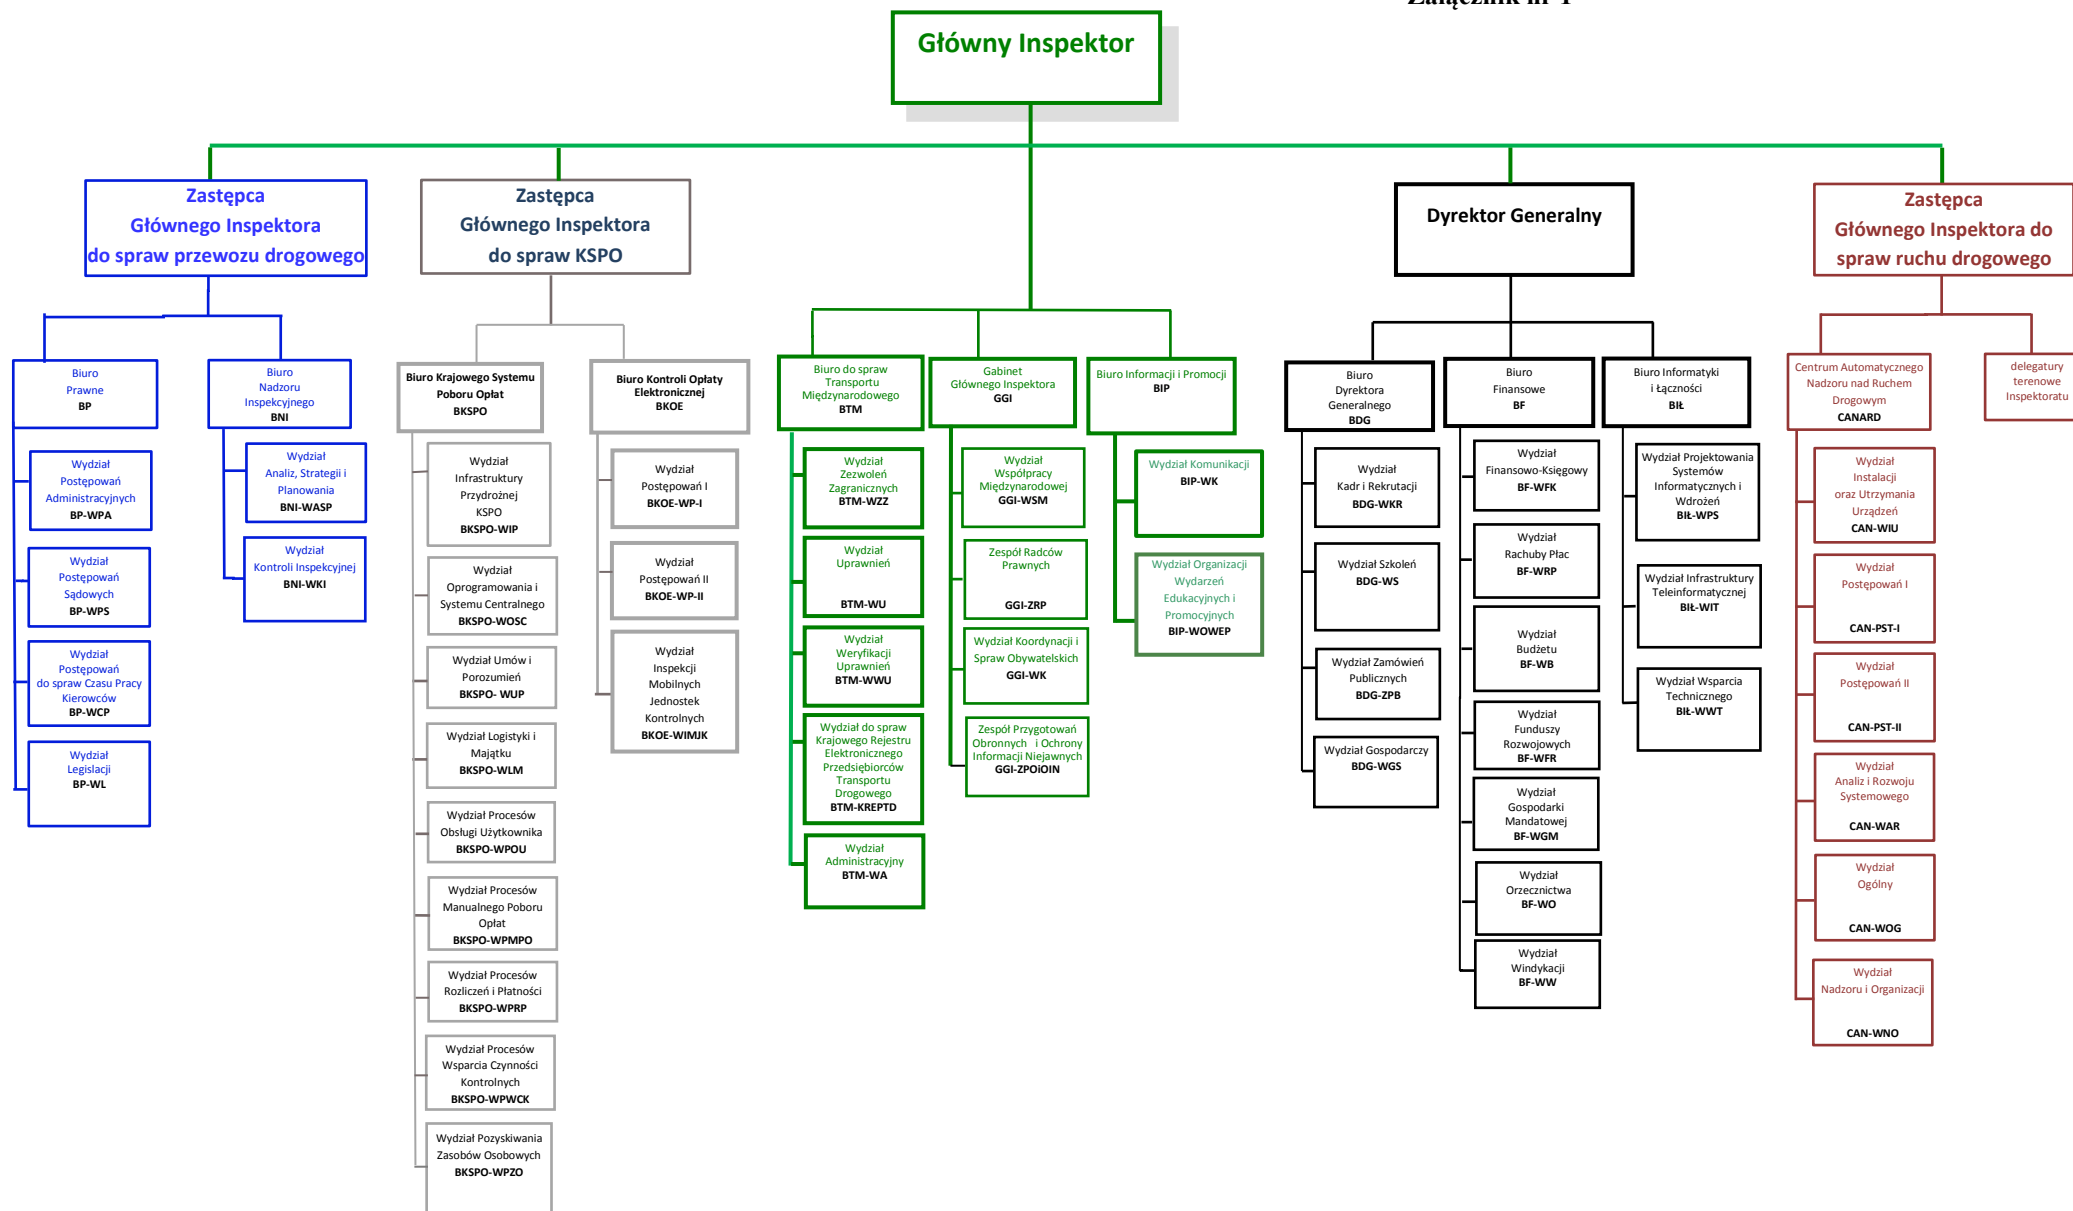 Załącznik nr 1
Główny Inspektor
Zastępca
Głównego Inspektora
do spraw przewozu drogowego
Zastępca
Głównego Inspektora
do spraw KSPO
Dyrektor Generalny
Zastępca
Głównego Inspektora do
spraw ruchu drogowego
Biuro
Prawne
BP
Wydział
Postępowań
Administracyjnych
BP-WPA
Wydział
Postępowań
Sądowych
BP-WPS
Wydział
Postępowań
do spraw Czasu Pracy
Kierowców
BP-WCP
Wydział
Legislacji
BP-WL
Biuro
Nadzoru
Inspekcyjnego
BNI
Wydział
Analiz, Strategii i
Planowania
BNI-WASP
Wydział
Kontroli Inspekcyjnej
BNI-WKI
Biuro Krajowego Systemu
Poboru Opłat
BKSPO
Wydział
Infrastruktury
Przydrożnej
KSPO
BKSPO-WIP
Wydział
Oprogramowania i
Systemu Centralnego
BKSPO-WOSC
Wydział Umów i
Porozumień
BKSPO- WUP
Wydział Logistyki i
Majątku
BKSPO-WLM
Wydział Procesów
Obsługi Użytkownika
BKSPO-WPOU
Wydział Procesów
Manualnego Poboru
Opłat
BKSPO-WPMPO
Wydział Procesów
Rozliczeń i Płatności
BKSPO-WPRP
Wydział Procesów
Wsparcia Czynności
Kontrolnych
BKSPO-WPWCK
Wydział Pozyskiwania
Zasobów Osobowych
BKSPO-WPZO
Biuro Kontroli Opłaty
Elektronicznej
BKOE
Wydział
Postępowań I
BKOE-WP-I
Wydział
Postępowań II
BKOE-WP-II
Wydział
Inspekcji
Mobilnych
Jednostek
Kontrolnych
BKOE-WIMJK
Biuro do spraw
Transportu
Międzynarodowego
BTM
Wydział
Zezwoleń
Zagranicznych
BTM-WZZ
Wydział
Uprawnień
BTM-WU
Wydział
Weryfikacji
Uprawnień
BTM-WWU
Wydział do spraw
Krajowego Rejestru
Elektronicznego
Przedsiębiorców
Transportu
Drogowego
BTM-KREPTD
Wydział
Administracyjny
BTM-WA
Gabinet
Głównego Inspektora
GGI
Wydział
Współpracy
Międzynarodowej
GGI-WSM
Zespół Radców
Prawnych
GGI-ZRP
Wydział Koordynacji i
Spraw Obywatelskich
GGI-WK
Zespół Przygotowań
Obronnych i Ochrony
Informacji Niejawnych
GGI-ZPOiOIN
Biuro Informacji i Promocji
BIP
Wydział Komunikacji
BIP-WK
Wydział Organizacji
Wydarzeń
Edukacyjnych i
Promocyjnych
BIP-WOWEP
Biuro
Dyrektora
Generalnego
BDG
Wydział
Kadr i Rekrutacji
BDG-WKR
Wydział Szkoleń
BDG-WS
Wydział Zamówień
Publicznych
BDG-ZPB
Wydział Gospodarczy
BDG-WGS
Biuro
Finansowe
BF
Wydział
Finansowo-Księgowy
BF-WFK
Wydział
Rachuby Płac
BF-WRP
Wydział
Budżetu
BF-WB
Wydział
Funduszy
Rozwojowych
BF-WFR
Wydział
Gospodarki
Mandatowej
BF-WGM
Wydział
Orzecznictwa
BF-WO
Wydział
Windykacji
BF-WW
Biuro Informatyki
i Łączności
BIŁ
Wydział Projektowania
Systemów
Informatycznych i
Wdrożeń
BIŁ-WPS
Wydział Infrastruktury
Teleinformatycznej
BIŁ-WIT
Wydział Wsparcia
Technicznego
BIŁ-WWT
Centrum Automatycznego
Nadzoru nad Ruchem
Drogowym
CANARD
Wydział
Instalacji
oraz Utrzymania
Urządzeń
CAN-WIU
Wydział
Postępowań I
CAN-PST-I
Wydział
Postępowań II
CAN-PST-II
Wydział
Analiz i Rozwoju
Systemowego
CAN-WAR
Wydział
Ogólny
CAN-WOG
Wydział
Nadzoru i Organizacji
CAN-WNO
delegatury
terenowe
Inspektoratu